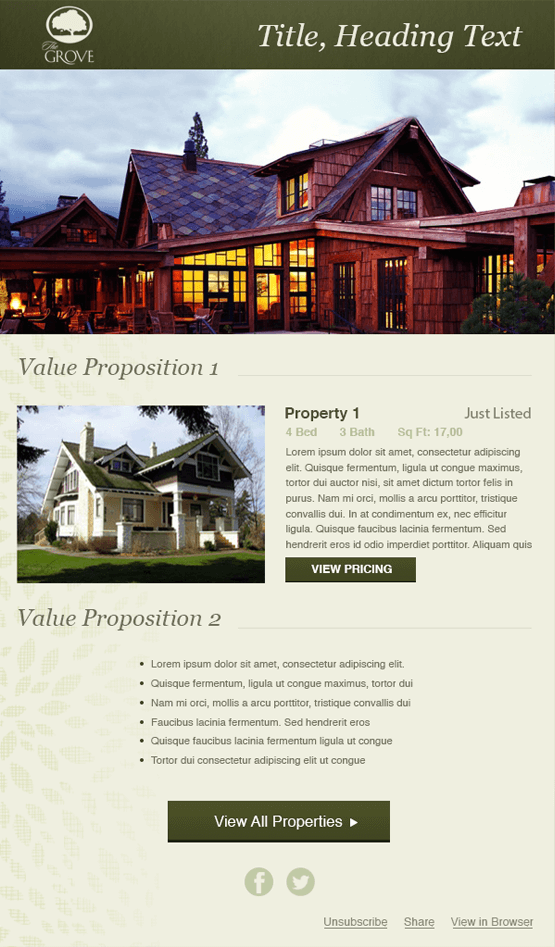 The
GROVE
Title, Heading Text
Value Proposition 1
Property 1
Just Listed
4 Bed 3 Bath Sq Ft: 17,00
Lorem ipsum dolor sit amet, consectetur adipiscing
elit. Quisque fermentum, ligula ut congue maximus,
tortor dui auctor nisi, sit amet dictum tortor felis in
purus. Nam mi orci, mollis a arcu porttitor, tristique
convallis dui. In at condimentum ex, nec efficitur
ligula. Quisque faucibus lacinia fermentum. Sed
hendrerit eros id odio imperdiet porttitor. Aliquam quis
VIEW PRICING
Value Proposition 2
• Lorem ipsum dolor sit amet, consectetur adipiscing elit.
• Quisque fermentum, ligula ut congue maximus, tortor dui
• Nam mi orci, mollis a arcu porttitor, tristique convallis dui
• Faucibus lacinia fermentum. Sed hendrerit eros
• Quisque faucibus lacinia fermentum ligula ut congue
• Tortor dui consectetur adipiscing elit ut congue
View All Properties
Unsubscribe Share View in Browser